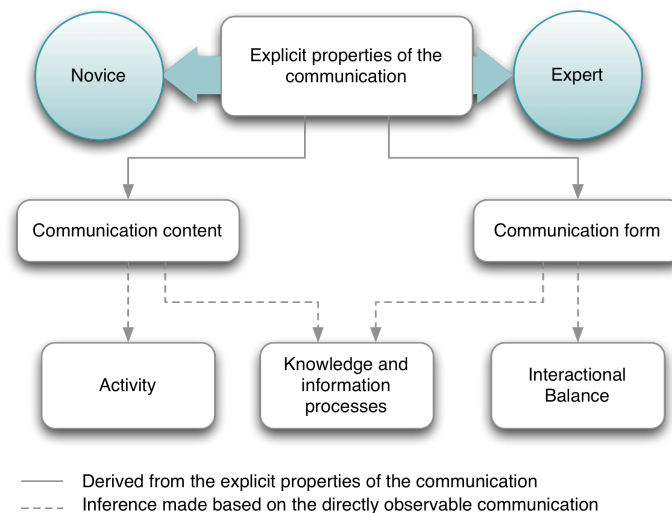 Novice
Explicit properties of the
communication
Expert
Communication content
Communication form
Activity
Knowledge and
information
processes
Interactional
Balance
Derived from the explicit properties of the communication
Inference made based on the directly observable communication